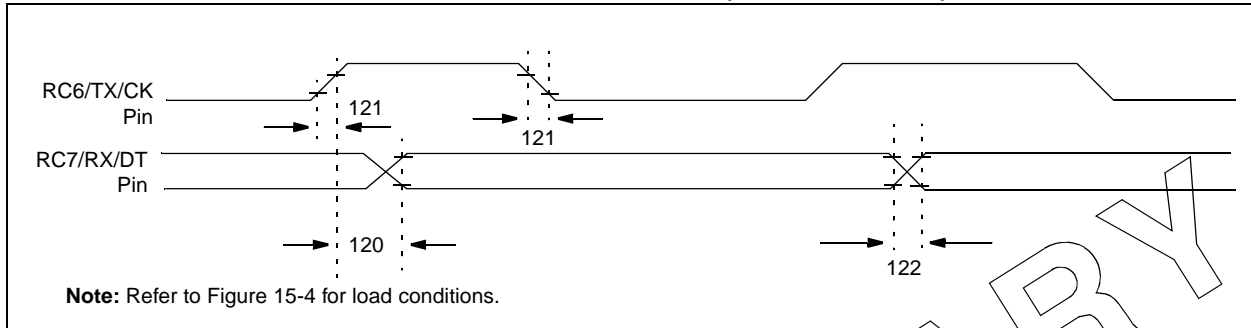 RC6/TX/CK
Pin
121
121
RC7/RX/DT
Pin
120
122
Note: Refer to Figure 15-4 for load conditions.
R Y